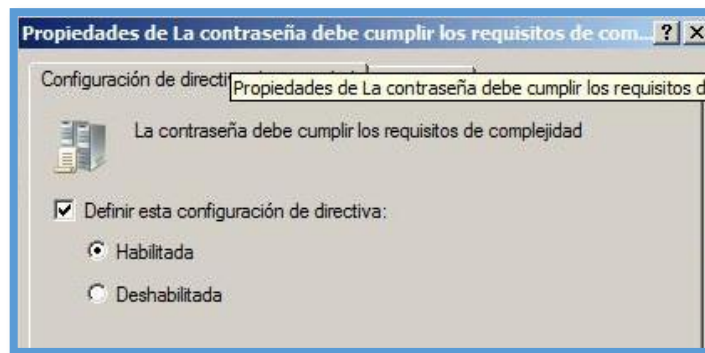 Propiedades de La contraseña debe cumplir los requisitos de com... ? X
Configuración de directi
Propiedades de La contraseña debe cumplir los requisitos d
La contraseña debe cumplir los requisitos de complejidad
Definir esta configuración de directiva:
Habilitada
Deshabilitada